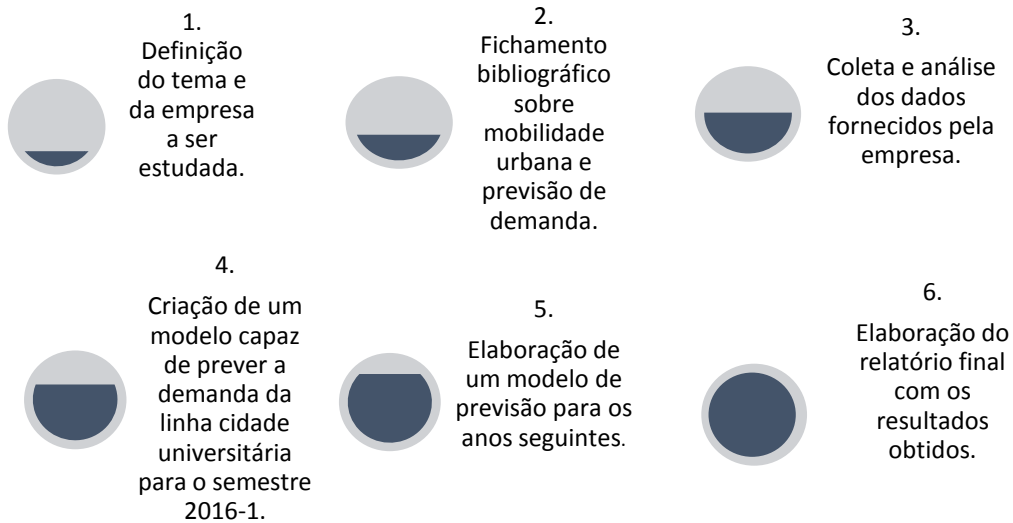 1.
Definição
do tema e
da empresa
a ser
estudada.
2.
Fichamento
bibliográfico
sobre
mobilidade
urbana e
previsão de
demanda.
3.
Coleta e análise
dos dados
fornecidos pela
empresa.
4.
Criação de um
modelo capaz
de prever a
demanda da
linha cidade
universitária
para o semestre
2016-1.
5.
Elaboração de
um modelo de
previsão para os
anos seguintes.
6.
Elaboração do
relatório final
com os
resultados
obtidos.